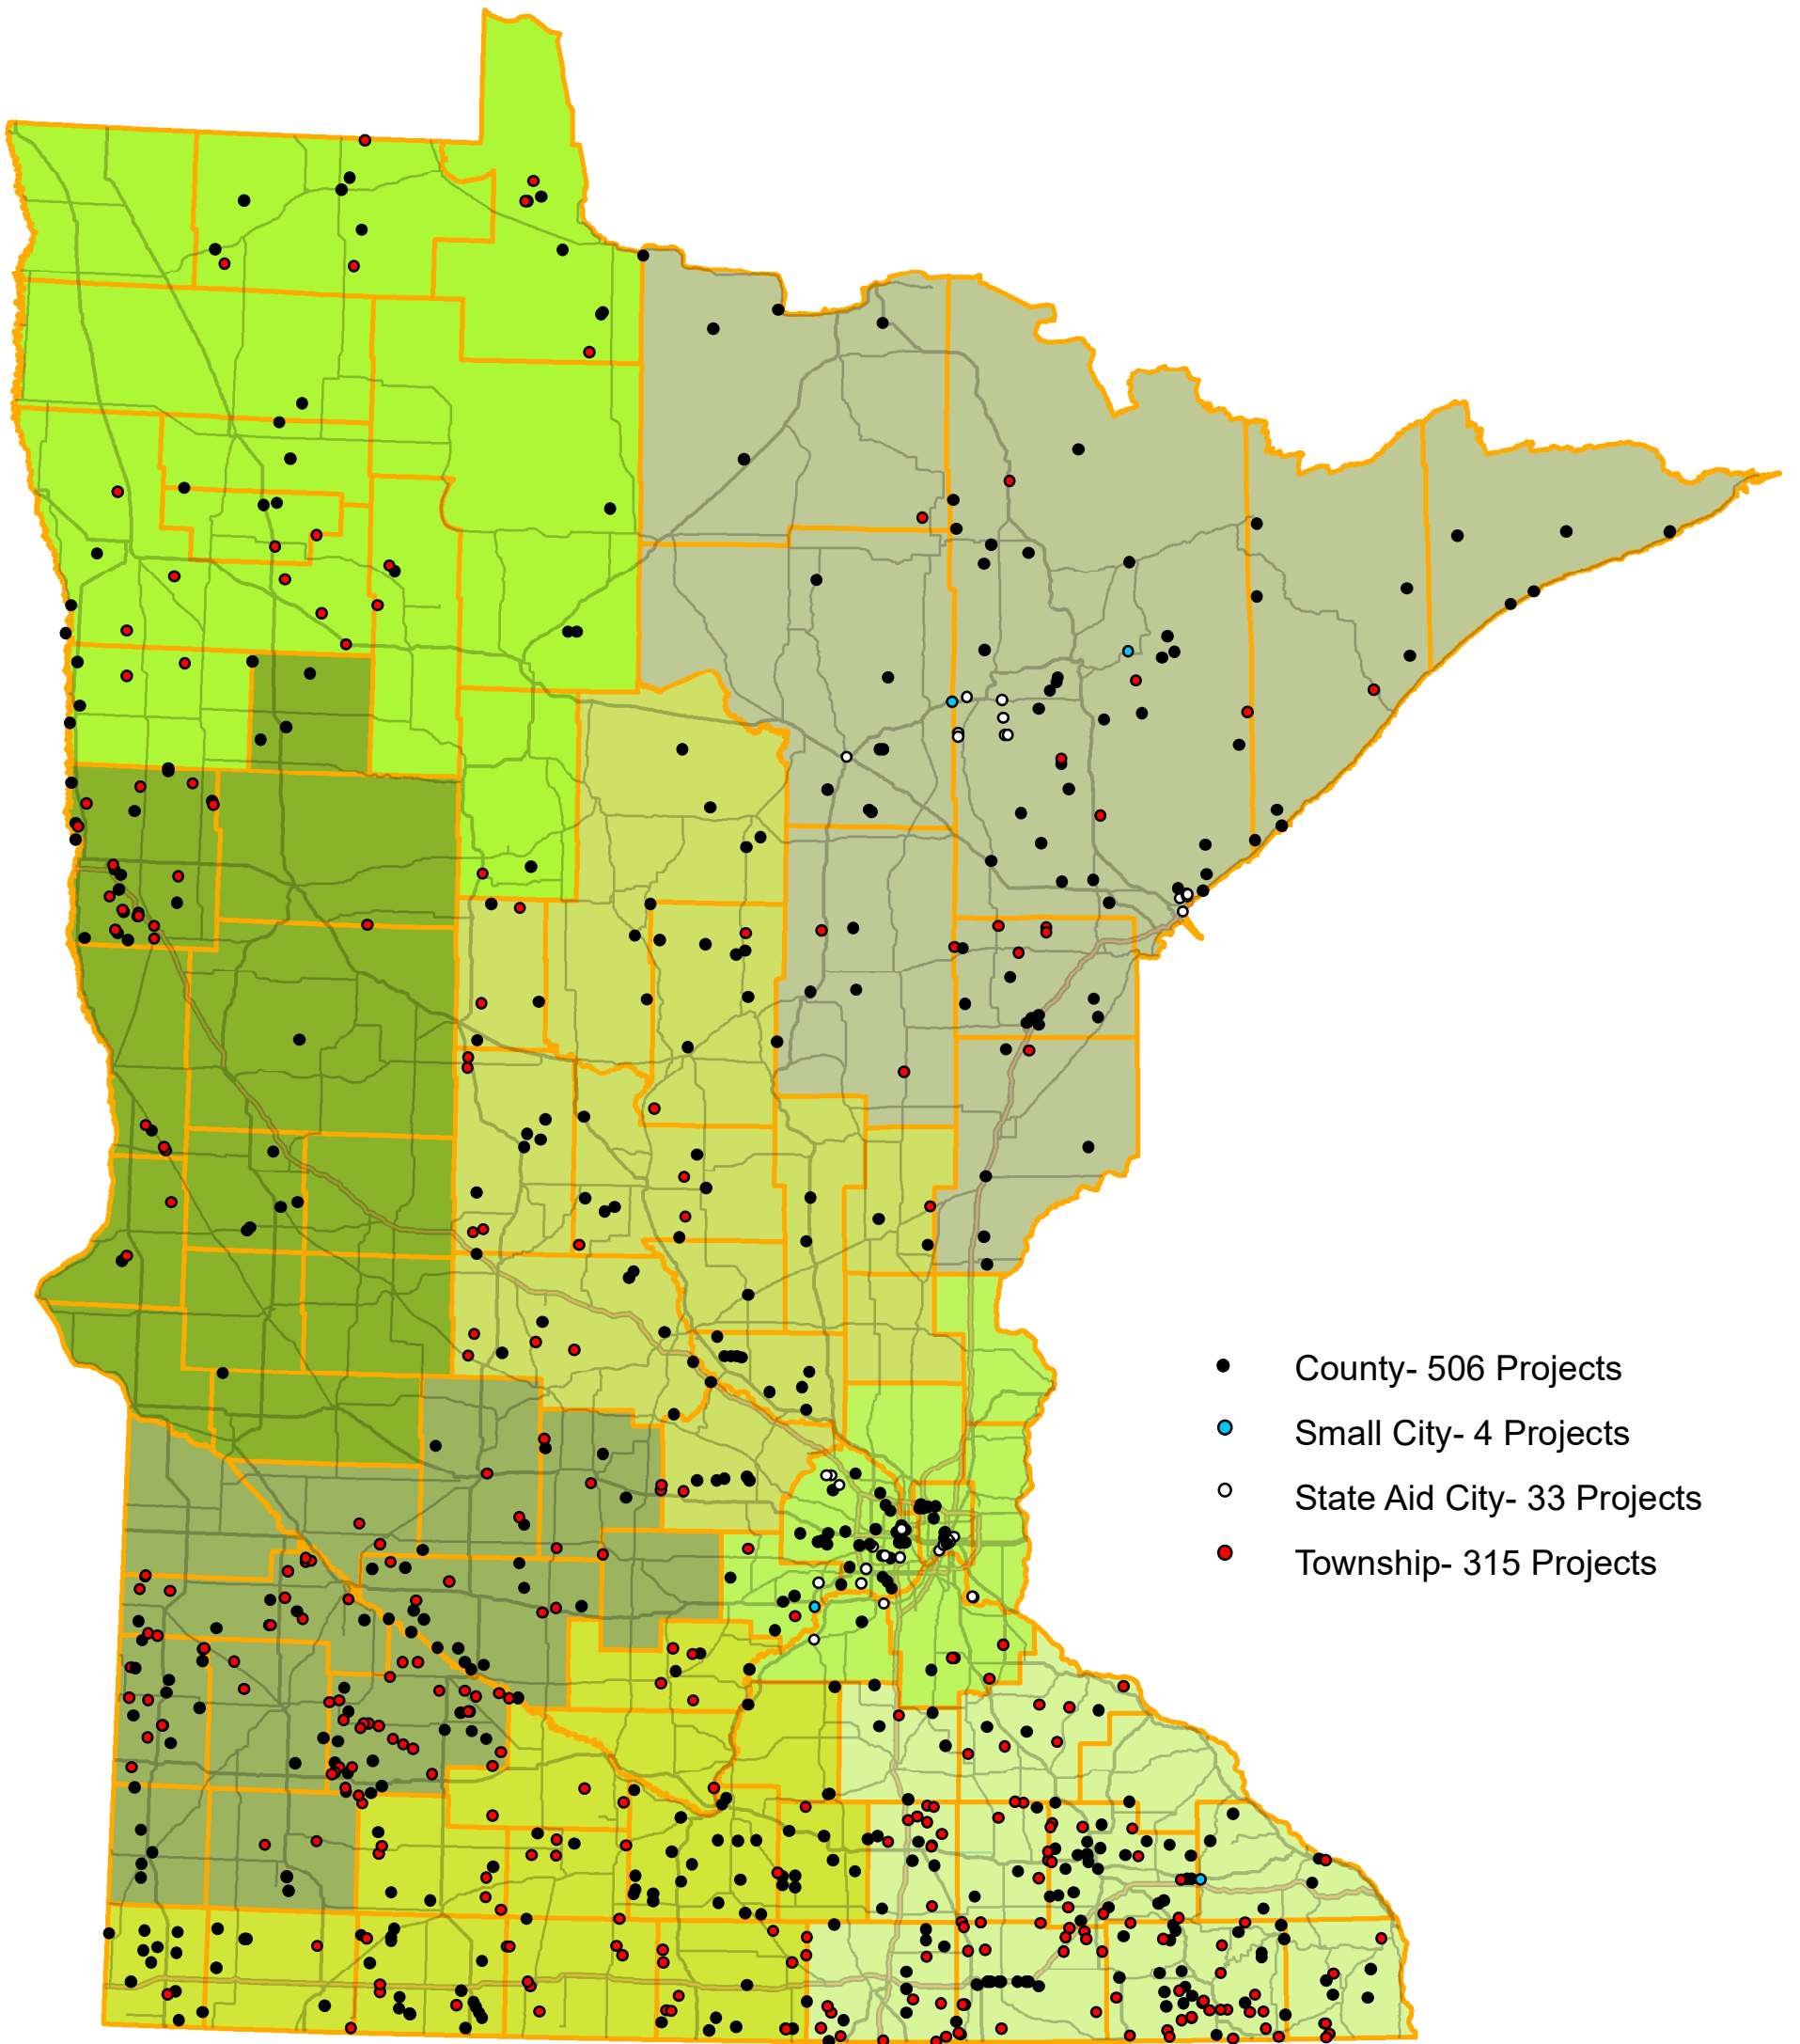 County- 506 Projects
Small City- 4 Projects
State Aid City- 33 Projects
Township- 315 Projects